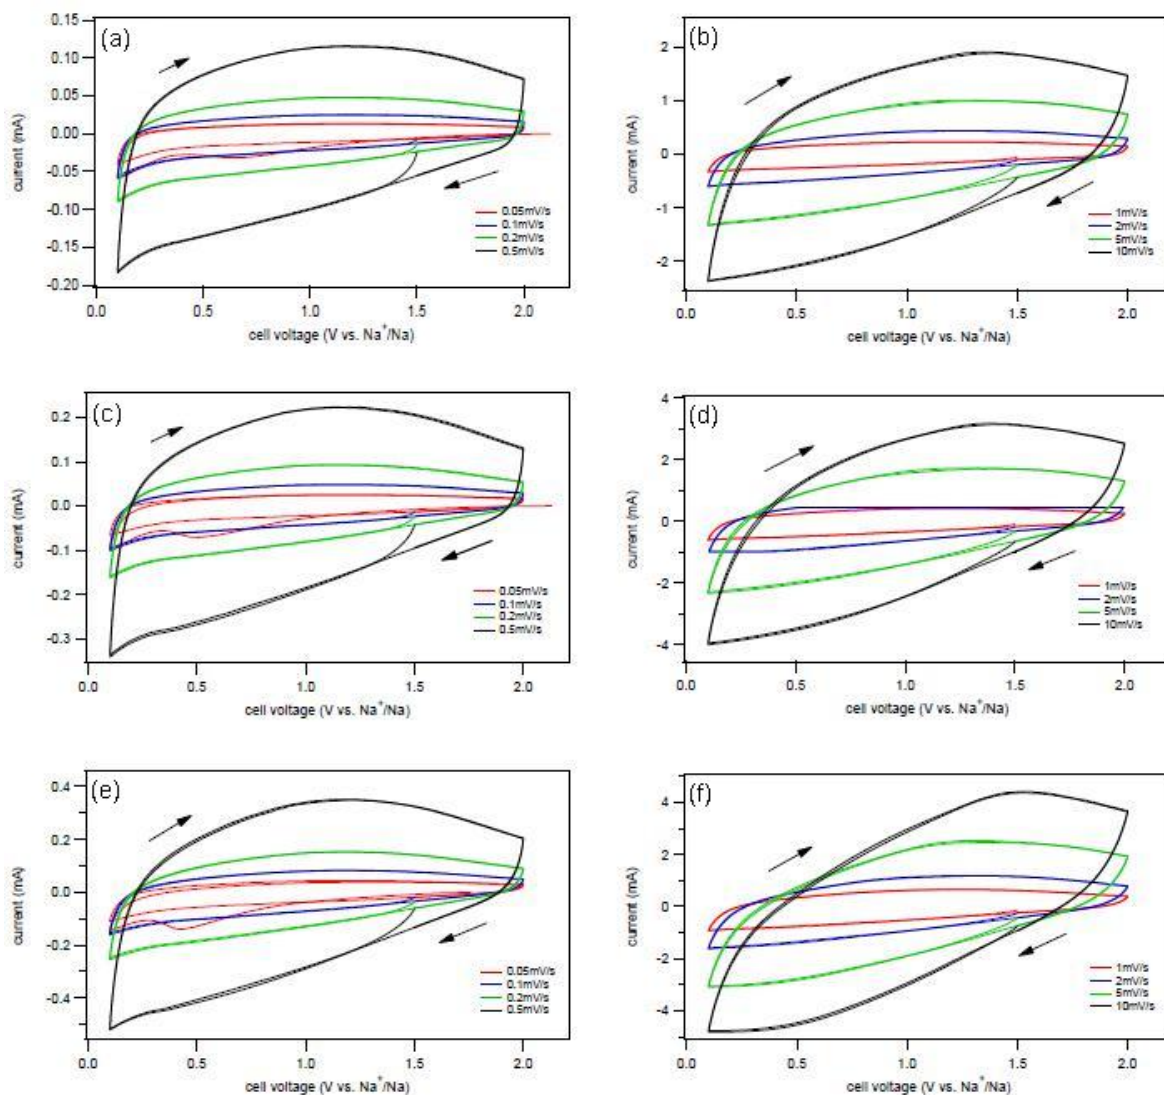 (a)
0.15
0.10
0.05
0.00
-0.05
-0.10
-0.15
-0.20
current (mA)
0.05mV/s
0.1mV/s
0.2mV/s
0.5mV/s
0.0 0.5 1.0 1.5 2.0
cell voltage (V vs. Na⁺/Na)
(b)
2
1
0
-1
-2
current (mA)
1mV/s
2mV/s
5mV/s
10mV/s
0.0 0.5 1.0 1.5 2.0
cell voltage (V vs. Na⁺/Na)
(c)
0.2
0.1
0.0
-0.1
-0.2
-0.3
current (mA)
0.05mV/s
0.1mV/s
0.2mV/s
0.5mV/s
0.0 0.5 1.0 1.5 2.0
cell voltage (V vs. Na⁺/Na)
(d)
4
2
0
-2
-4
current (mA)
1mV/s
2mV/s
5mV/s
10mV/s
0.0 0.5 1.0 1.5 2.0
cell voltage (V vs. Na⁺/Na)
(e)
0.4
0.2
0.0
-0.2
-0.4
current (mA)
0.05mV/s
0.1mV/s
0.2mV/s
0.5mV/s
0.0 0.5 1.0 1.5 2.0
cell voltage (V vs. Na⁺/Na)
(f)
4
2
0
-2
-4
current (mA)
1mV/s
2mV/s
5mV/s
10mV/s
0.0 0.5 1.0 1.5 2.0
cell voltage (V vs. Na⁺/Na)